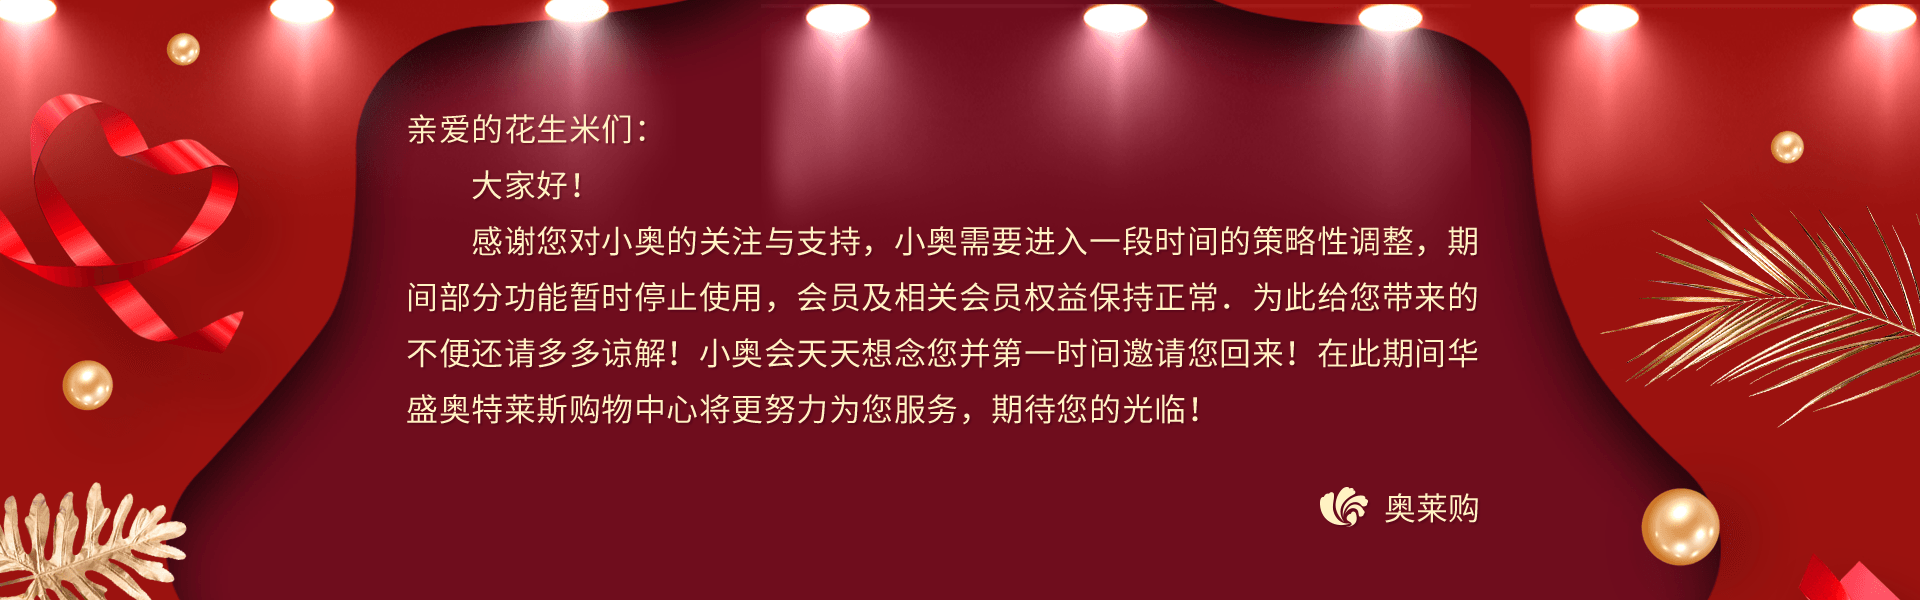 亲爱的花生米们：
大家好！
感谢您对小奥的关注与支持，小奥需要进入一段时间的策略性调整，期
间部分功能暂时停止使用，会员及相关会员权益保持正常．为此给您带来的
不便还请多多谅解！小奥会天天想念您并第一时间邀请您回来！在此期间华
盛奥特莱斯购物中心将更努力为您服务，期待您的光临！
奥莱购